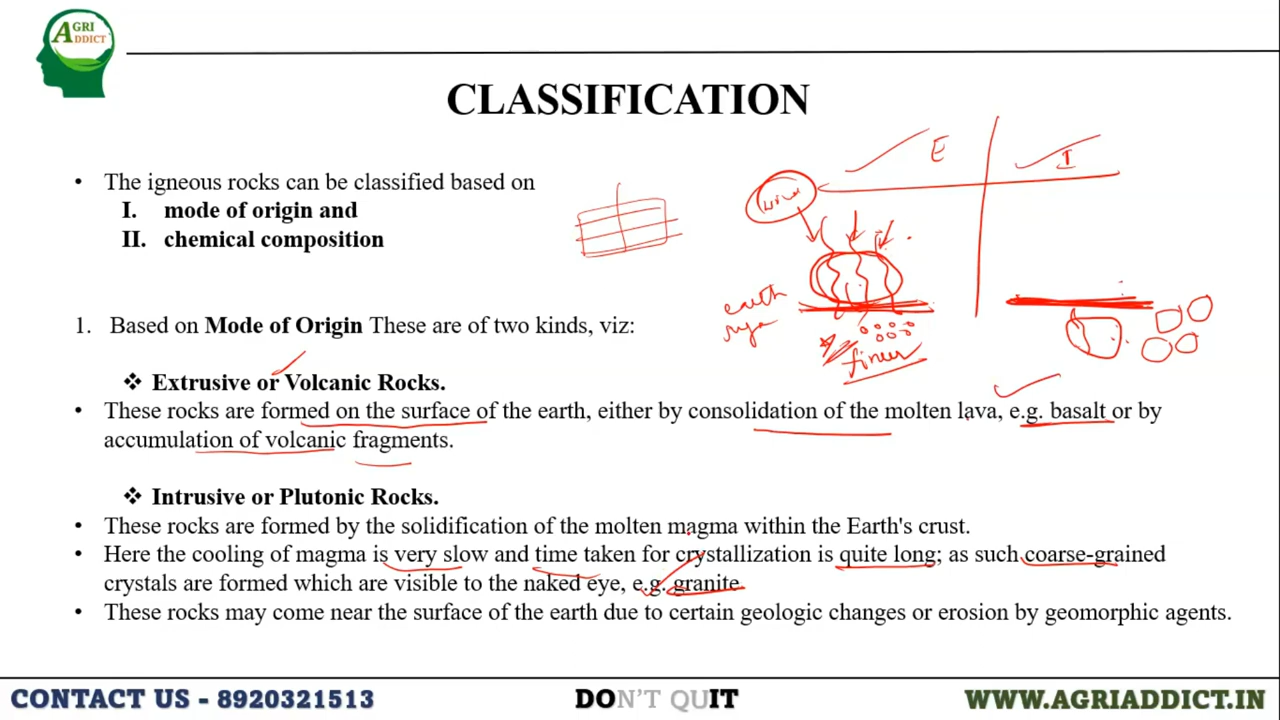 AGRI
ADDICT
CLASSIFICATION
• The igneous rocks can be classified based on
I. mode of origin and
II. chemical composition
E
I
earth
finer
1. Based on Mode of Origin These are of two kinds, viz:
❖ Extrusive or Volcanic Rocks.
• These rocks are formed on the surface of the earth, either by consolidation of the molten lava, e.g. basalt or by
accumulation of volcanic fragments.
❖ Intrusive or Plutonic Rocks.
• These rocks are formed by the solidification of the molten magma within the Earth's crust.
• Here the cooling of magma is very slow and time taken for crystallization is quite long; as such coarse-grained
crystals are formed which are visible to the naked eye, e.g. granite.
• These rocks may come near the surface of the earth due to certain geologic changes or erosion by geomorphic agents.
CONTACT US - 8920321513
DON'T QUIT
WWW.AGRIADDICT.IN